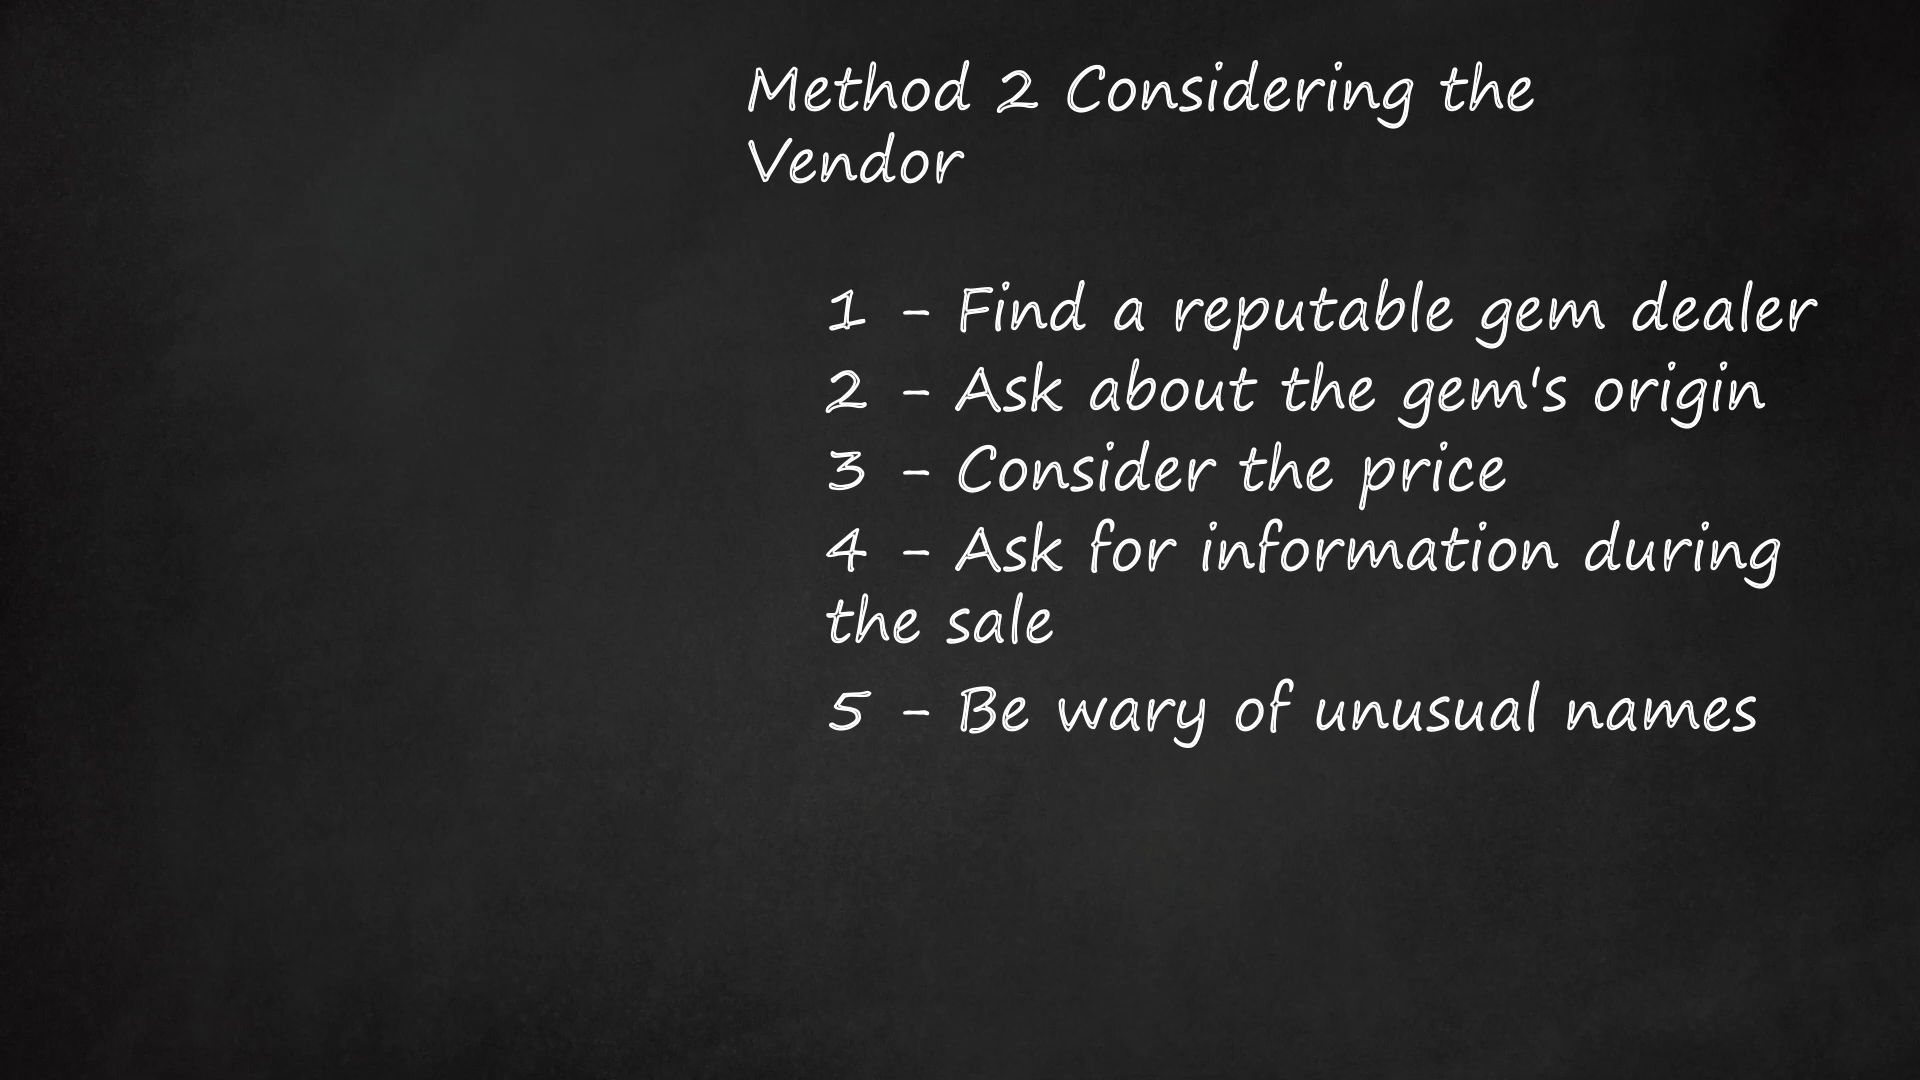 Method 2 Considering the
Vendor
1 - Find a reputable gem dealer
2 - Ask about the gem's origin
3 - Consider the price
4 - Ask for information during
the sale
5 - Be wary of unusual names